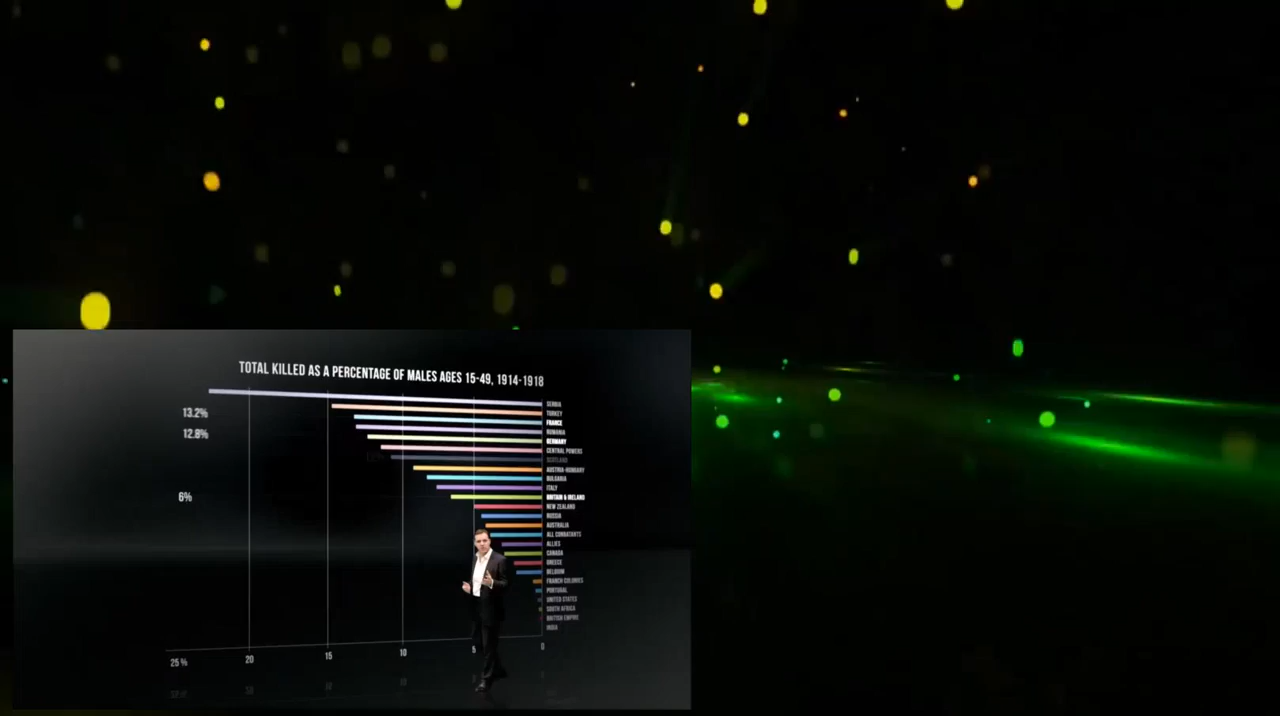 TOTAL KILLED AS A PERCENTAGE OF MALES AGES 15-49, 1914-1918
SERBIA
TURKEY
13.2%
FRANCE
ROMANIA
12.8%
GERMANY
CENTRAL POWERS
SCOTLAND
AUSTRIA-HUNGARY
BULGARIA
ITALY
6%
BRITAIN & IRELAND
NEW ZEALAND
RUSSIA
AUSTRALIA
ALL COMBATANTS
ALLIES
CANADA
GREECE
BELGIUM
FRANCH COLONIES
PORTUGAL
UNITED STATES
SOUTH AFRICA
BRITISH EMPIRE
INDIA
25 % 20 15 10 5 0